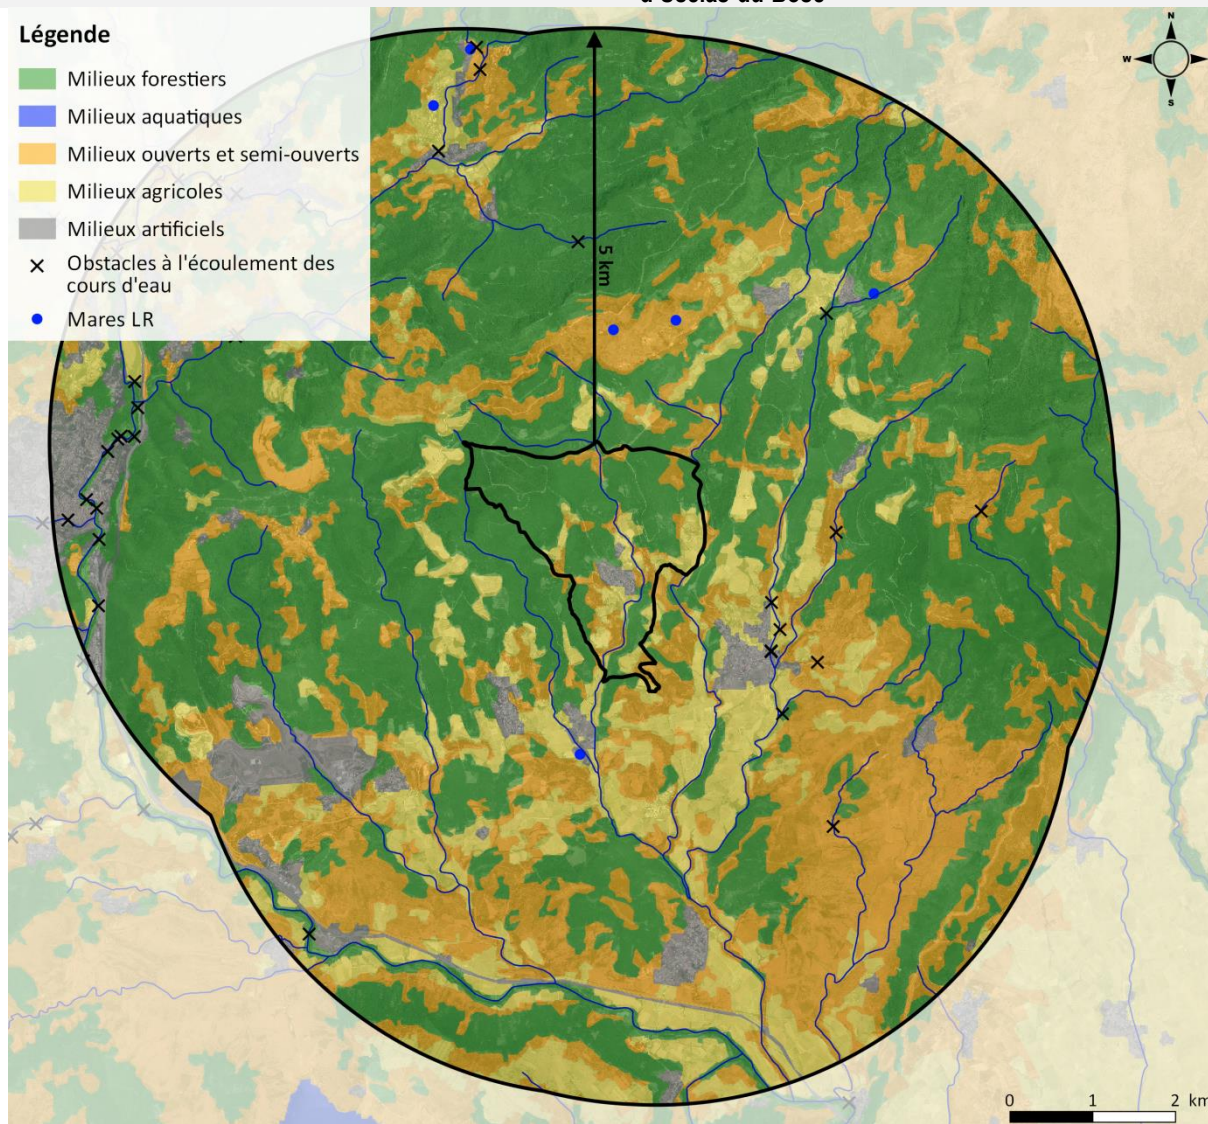 Légende
Milieux forestiers
Milieux aquatiques
Milieux ouverts et semi-ouverts
Milieux agricoles
Milieux artificiels
Obstacles à l'écoulement des
cours d'eau
Mares LR
N
W
S
5 km
0 1 2 km